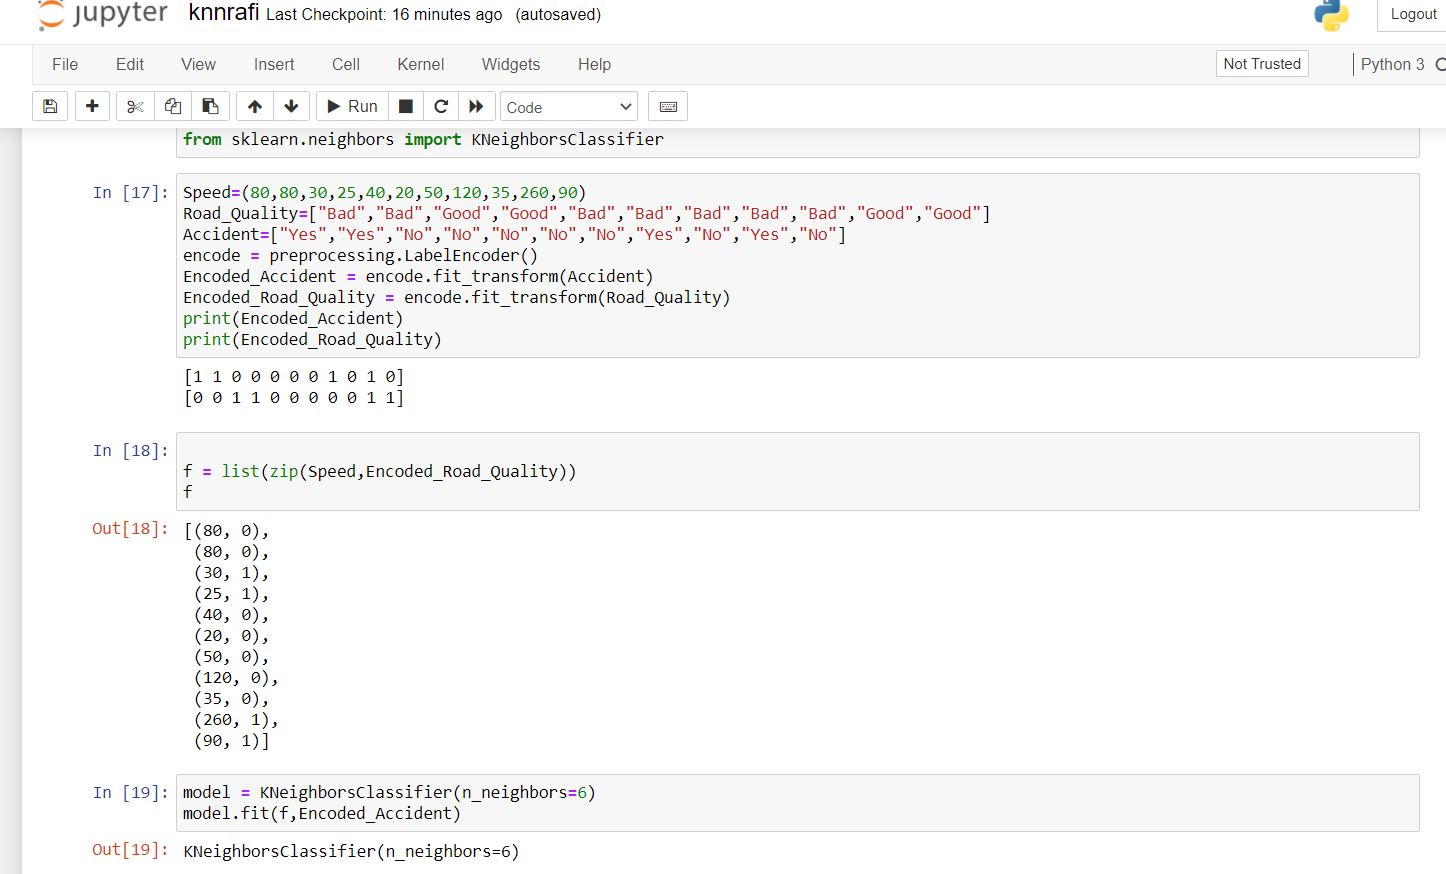 jupyter knnrafi Last Checkpoint: 16 minutes ago (autosaved)
Logout
File Edit View Insert Cell Kernel Widgets Help
Not Trusted
Python 3
Run
Code
from sklearn.neighbors import KNeighborsClassifier
In [17]:
Speed=(80,80,30,25,40,20,50,120,35,260,90)
Road_Quality=["Bad","Bad","Good","Good","Bad","Bad","Bad","Bad","Bad","Good","Good"]
Accident=["Yes","Yes","No","No","No","No","No","Yes","No","Yes","No"]
encode = preprocessing.LabelEncoder()
Encoded_Accident = encode.fit_transform(Accident)
Encoded_Road_Quality = encode.fit_transform(Road_Quality)
print(Encoded_Accident)
print(Encoded_Road_Quality)
[1 1 0 0 0 0 0 1 0 1 0]
[0 0 1 1 0 0 0 0 0 1 1]
In [18]:
f = list(zip(Speed,Encoded_Road_Quality))
f
Out[18]:
[(80, 0),
(80, 0),
(30, 1),
(25, 1),
(40, 0),
(20, 0),
(50, 0),
(120, 0),
(35, 0),
(260, 1),
(90, 1)]
In [19]:
model = KNeighborsClassifier(n_neighbors=6)
model.fit(f,Encoded_Accident)
Out[19]:
KNeighborsClassifier(n_neighbors=6)